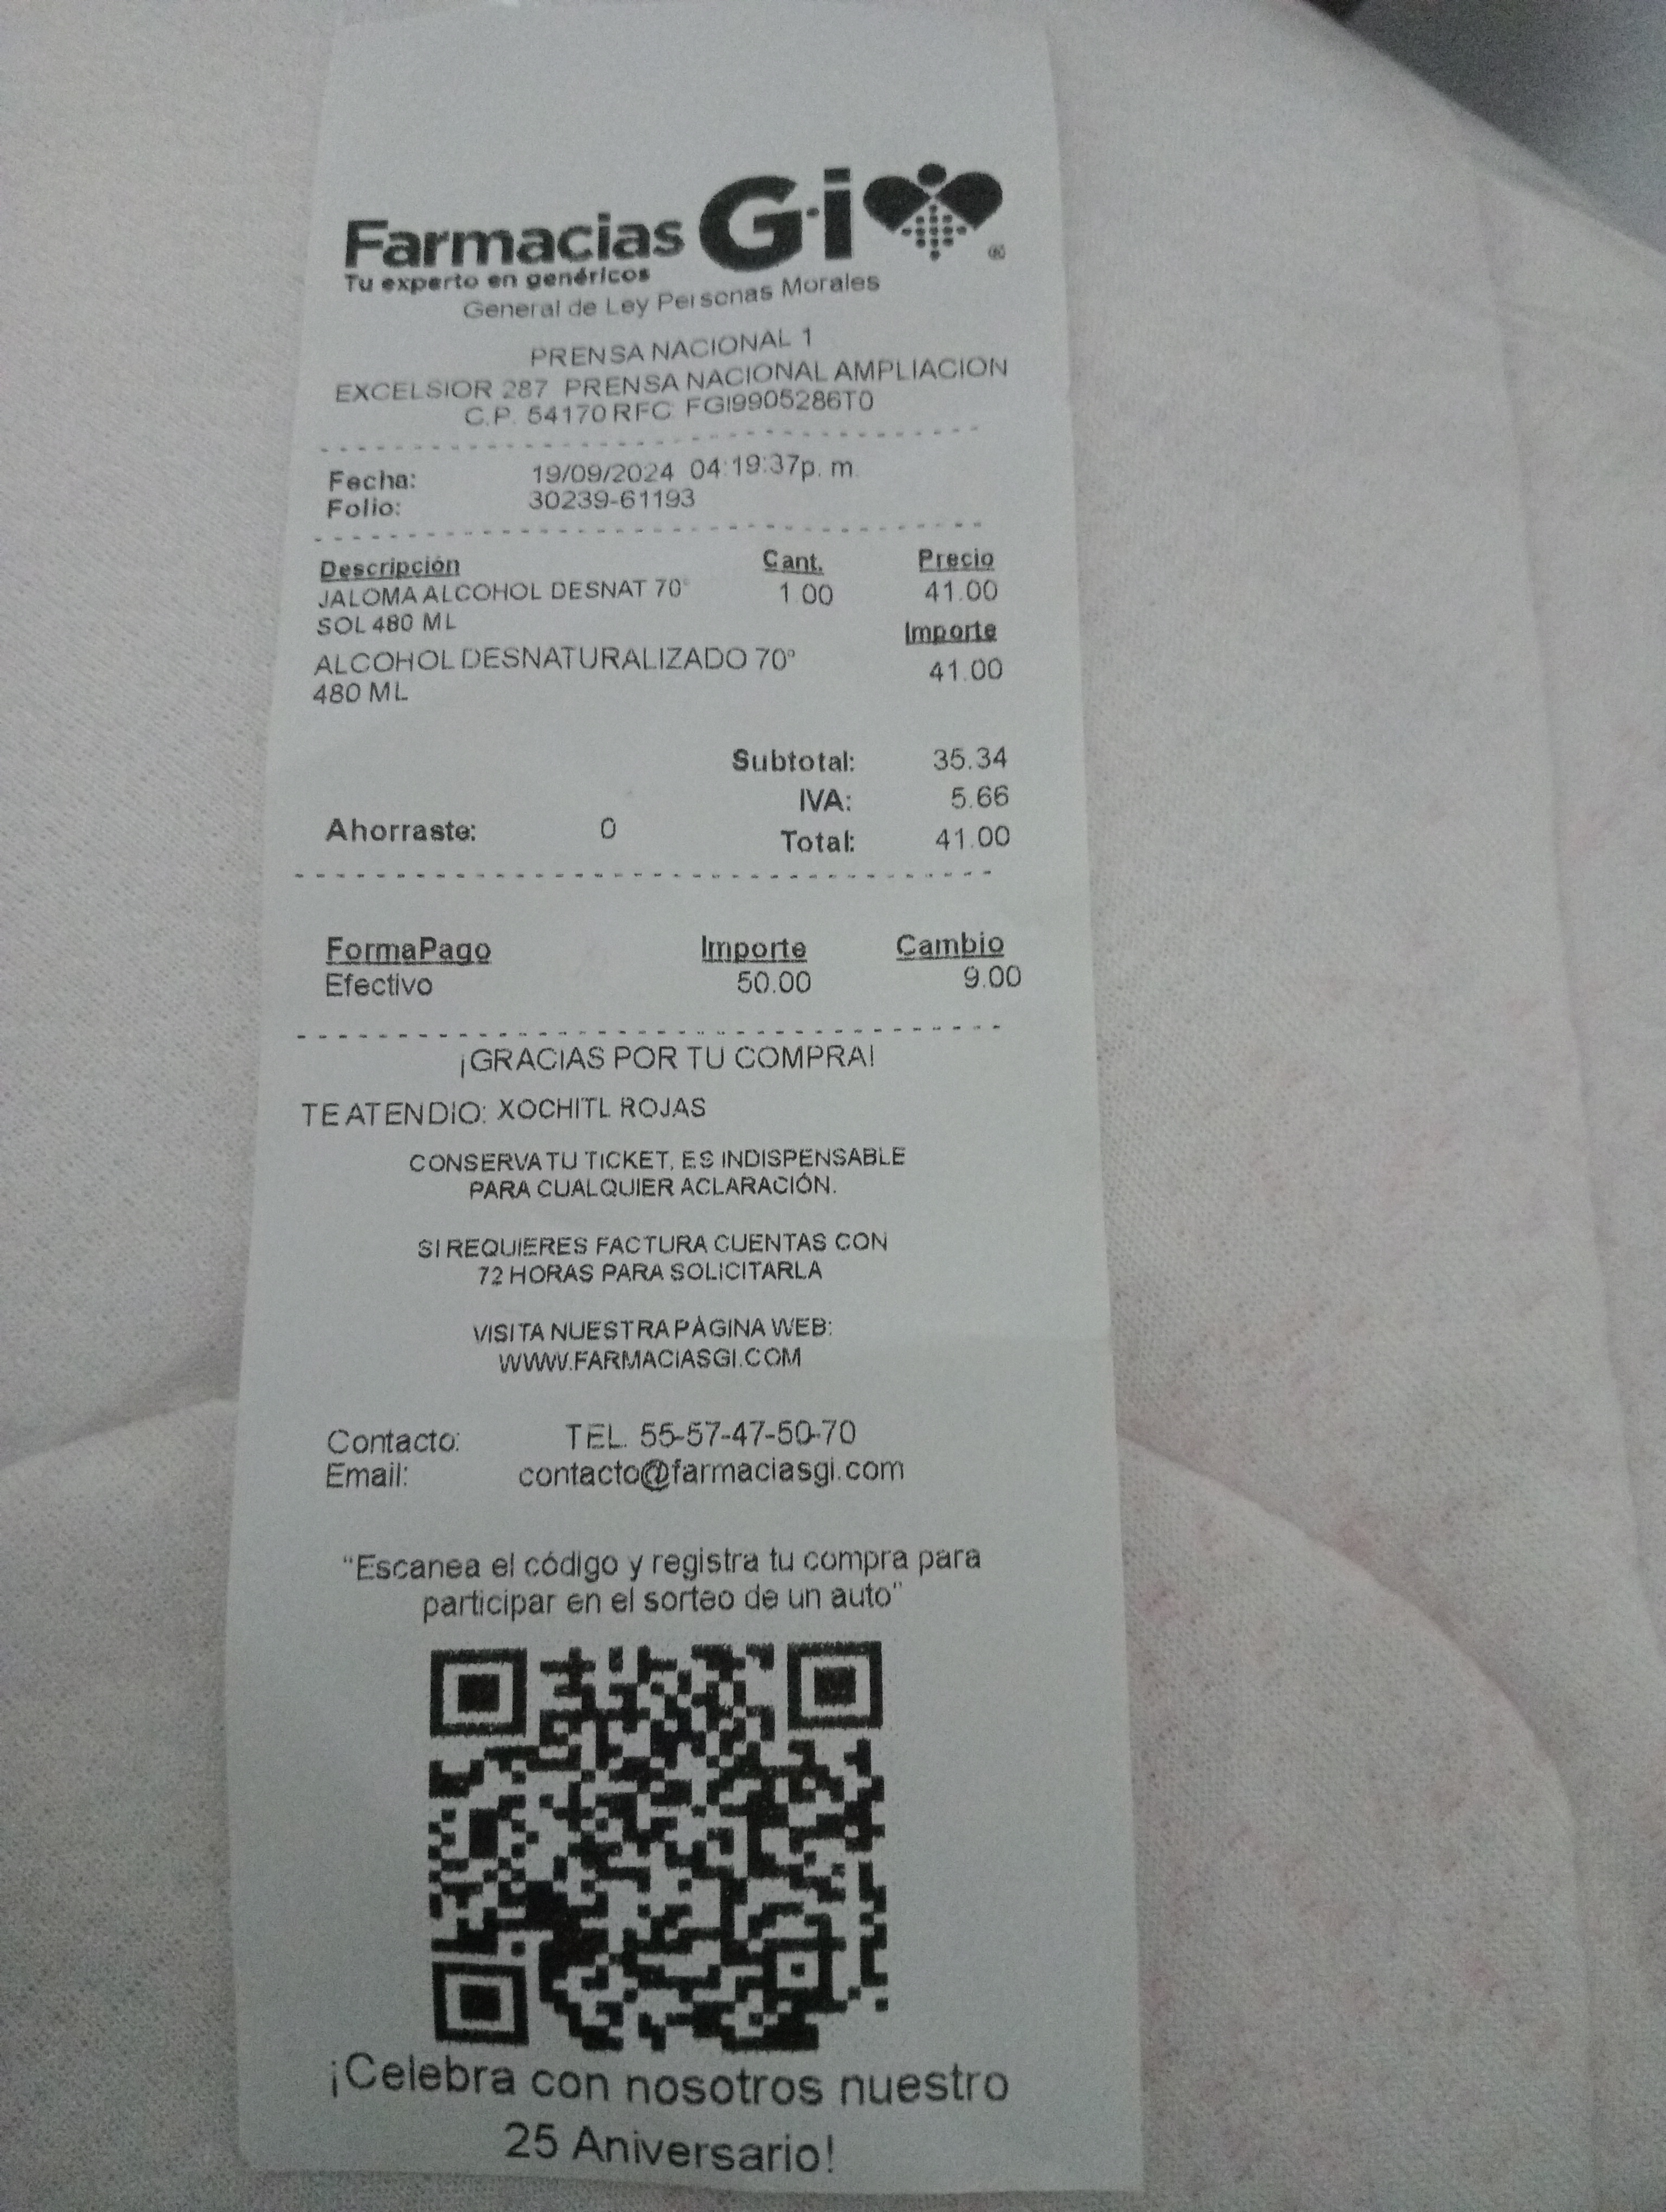 Farmacias G·i ®
Tu experto en genéricos
General de Ley Personas Morales
PRENSA NACIONAL 1
EXCELSIOR 287 PRENSA NACIONAL AMPLIACION
C.P. 54170 RFC: FGI9905286T0
Fecha: 19/09/2024 04:19:37p. m.
Folio: 30239-61193
Descripción Cant. Precio
JALOMA ALCOHOL DESNAT 70° 1.00 41.00
SOL 480 ML Importe
ALCOHOL DESNATURALIZADO 70° 41.00
480 ML
Subtotal: 35.34
IVA: 5.66
Ahorraste: 0 Total: 41.00
FormaPago Importe Cambio
Efectivo 50.00 9.00
¡GRACIAS POR TU COMPRA!
TE ATENDIO: XOCHITL ROJAS
CONSERVA TU TICKET, ES INDISPENSABLE
PARA CUALQUIER ACLARACIÓN.
SI REQUIERES FACTURA CUENTAS CON
72 HORAS PARA SOLICITARLA
VISITA NUESTRA PÁGINA WEB:
WWW.FARMACIASGI.COM
Contacto: TEL. 55-57-47-50-70
Email: contacto@farmaciasgi.com
"Escanea el código y registra tu compra para
participar en el sorteo de un auto"
¡Celebra con nosotros nuestro
25 Aniversario!